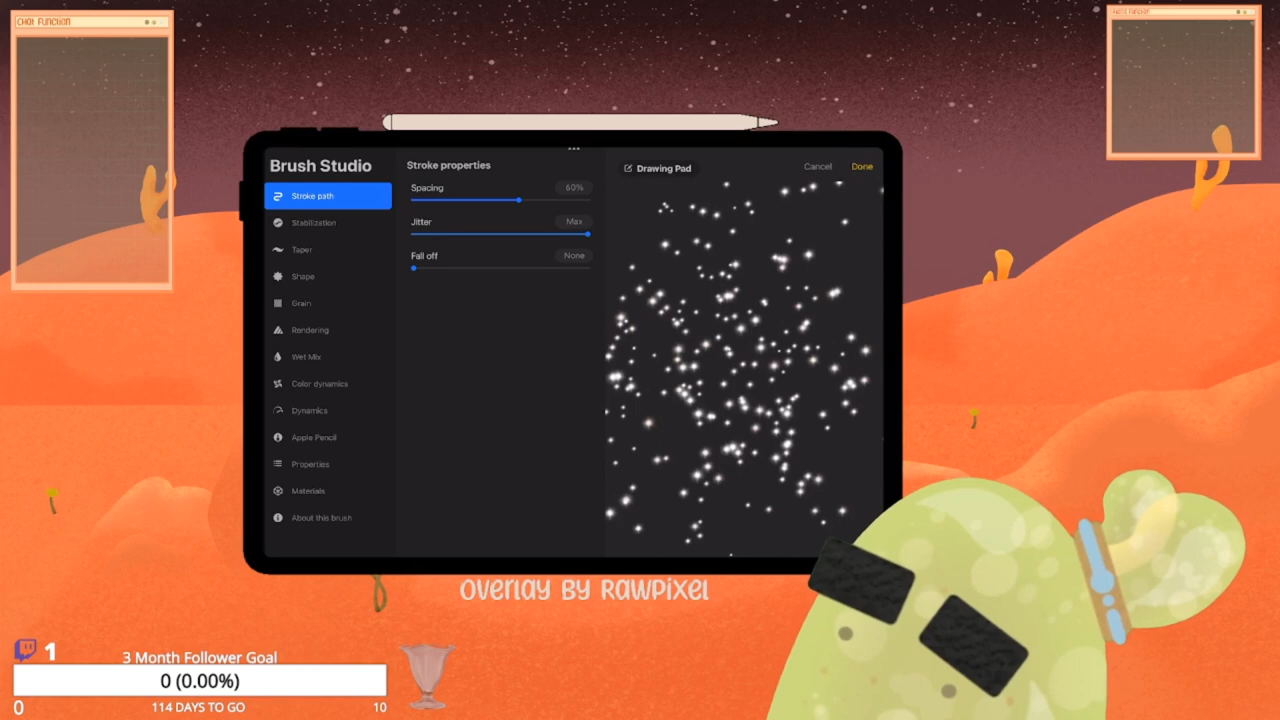 Chat Function
Brush Studio
Stroke path
Stabilization
Taper
Shape
Grain
Rendering
Wet Mix
Color dynamics
Dynamics
Apple Pencil
Properties
Materials
About this brush
Stroke properties
Spacing
60%
Jitter
Max
Fall off
None
Drawing Pad
Cancel
Done
Overlay by Rawpixel
1
3 Month Follower Goal
0 (0.00%)
0
114 DAYS TO GO
10